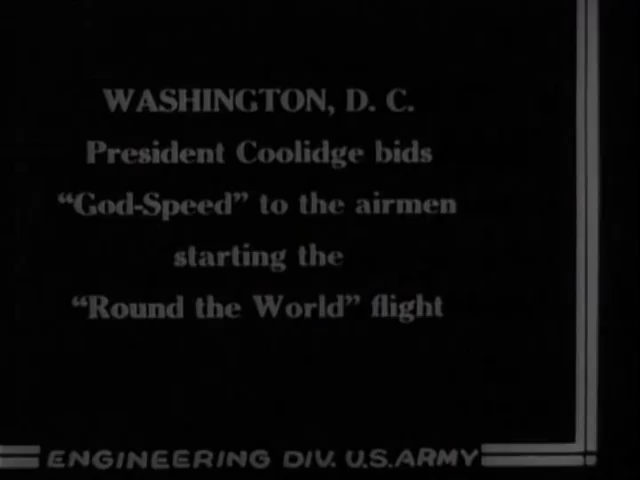 WASHINGTON, D. C.
President Coolidge bids
“God-Speed” to the airmen
starting the
“Round the World” flight
ENGINEERING DIV. U.S. ARMY